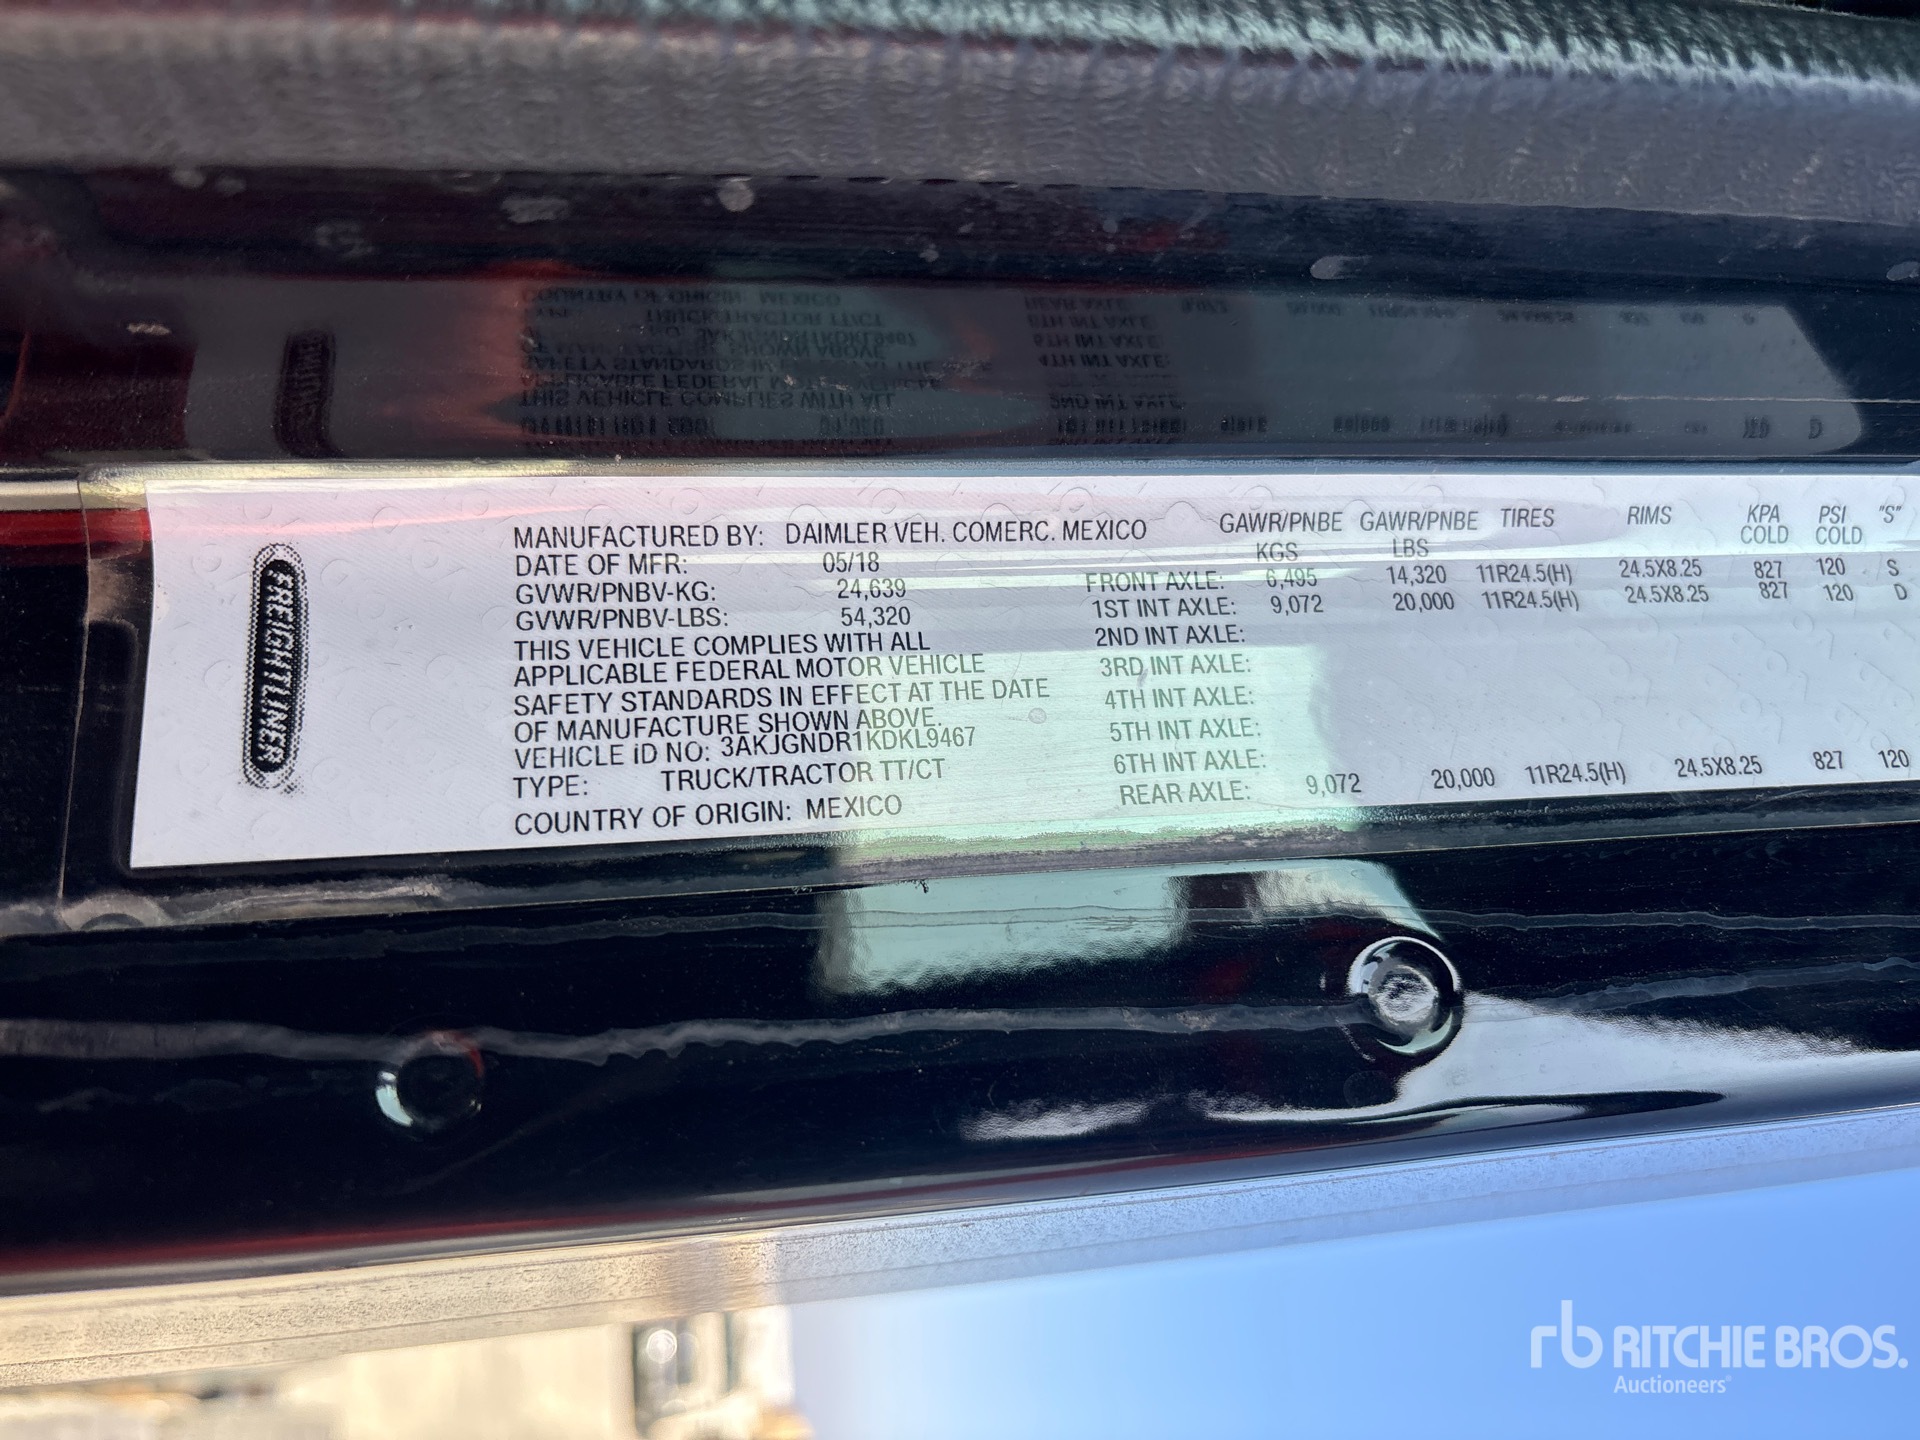 FREIGHTLINER
MANUFACTURED BY: DAIMLER VEH. COMERC. MEXICO
DATE OF MFR: 05/18
GVWR/PNBV-KG: 24,639
GVWR/PNBV-LBS: 54,320
THIS VEHICLE COMPLIES WITH ALL
APPLICABLE FEDERAL MOTOR VEHICLE
SAFETY STANDARDS IN EFFECT AT THE DATE
OF MANUFACTURE SHOWN ABOVE.
VEHICLE iD NO: 3AKJGNDR1KDKL9467
TYPE: TRUCK/TRACTOR TT/CT
COUNTRY OF ORIGIN: MEXICO
GAWR/PNBE KGS GAWR/PNBE LBS TIRES RIMS KPA COLD PSI COLD "S"
FRONT AXLE: 6,495 14,320 11R24.5(H) 24.5X8.25 827 120 S
1ST INT AXLE: 9,072 20,000 11R24.5(H) 24.5X8.25 827 120 D
2ND INT AXLE:
3RD INT AXLE:
4TH INT AXLE:
5TH INT AXLE:
6TH INT AXLE:
REAR AXLE: 9,072 20,000 11R24.5(H) 24.5X8.25 827 120
rb RITCHIE BROS.
Auctioneers